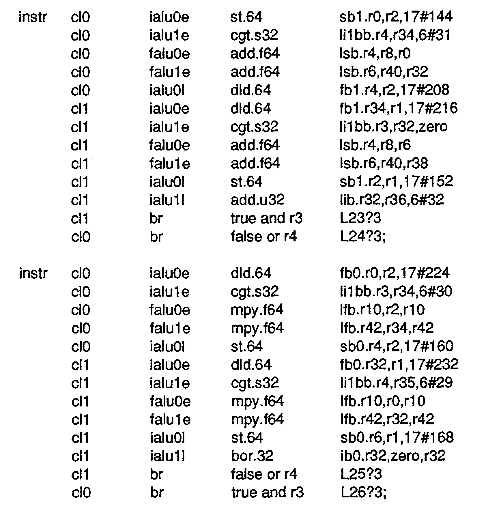 instr cl0 ialu0e st.64 sb1.r0,r2,17#144
cl0 ialu1e cgt.s32 li1bb.r4,r34,6#31
cl0 falu0e add.f64 lsb.r4,r8,r0
cl0 falu1e add.f64 lsb.r6,r40,r32
cl0 ialu0l dld.64 fb1.r4,r2,17#208
cl1 ialu0e dld.64 fb1.r34,r1,17#216
cl1 ialu1e cgt.s32 li1bb.r3,r32,zero
cl1 falu0e add.f64 lsb.r4,r8,r6
cl1 falu1e add.f64 lsb.r6,r40,r38
cl1 ialu0l st.64 sb1.r2,r1,17#152
cl1 ialu1l add.u32 lib.r32,r36,6#32
cl1 br true and r3 L23?3
cl0 br false or r4 L24?3;
instr cl0 ialu0e dld.64 fb0.r0,r2,17#224
cl0 ialu1e cgt.s32 li1bb.r3,r34,6#30
cl0 falu0e mpy.f64 lfb.r10,r2,r10
cl0 falu1e mpy.f64 lfb.r42,r34,r42
cl0 ialu0l st.64 sb0.r4,r2,17#160
cl1 ialu0e dld.64 fb0.r32,r1,17#232
cl1 ialu1e cgt.s32 li1bb.r4,r35,6#29
cl1 falu0e mpy.f64 lfb.r10,r0,r10
cl1 falu1e mpy.f64 lfb.r42,r32,r42
cl1 ialu0l st.64 sb0.r6,r1,17#168
cl1 ialu1l bor.32 ib0.r32,zero,r32
cl1 br false or r4 L25?3
cl0 br true and r3 L26?3;